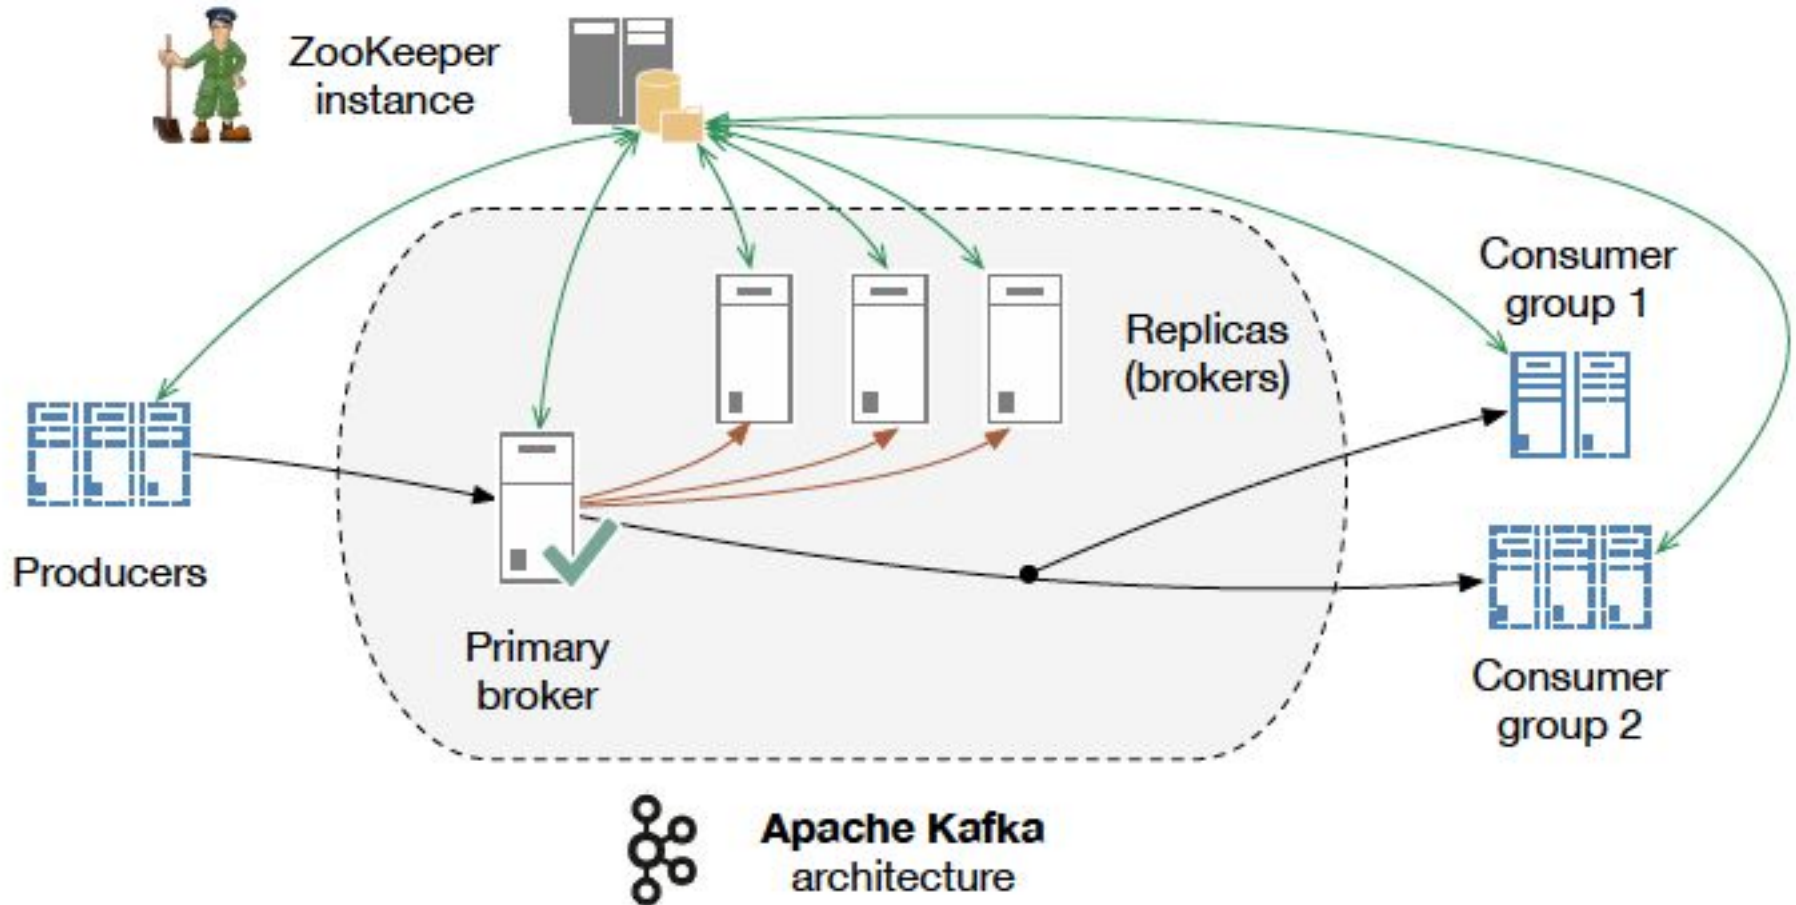 ZooKeeper
instance
Consumer
group 1
Replicas
(brokers)
Producers
Primary
broker
Consumer
group 2
Apache Kafka
architecture